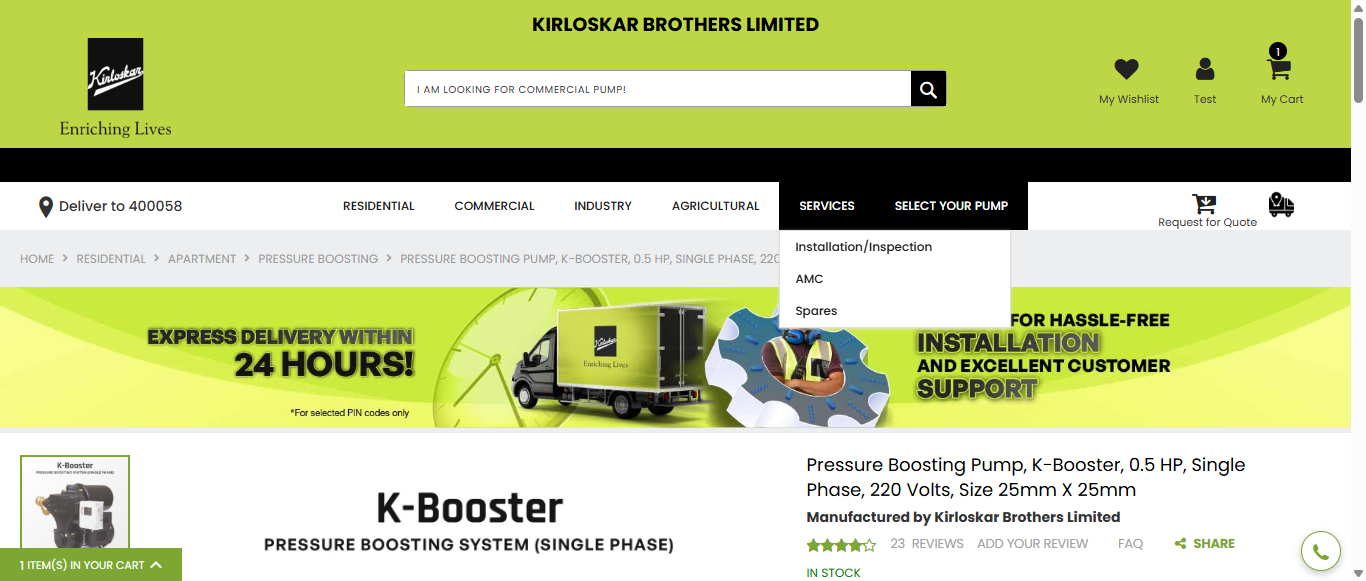 KIRLOSKAR BROTHERS LIMITED
Kirloskar
Enriching Lives
I AM LOOKING FOR COMMERCIAL PUMP!
1
My Wishlist
Test
My Cart
Deliver to 400058
RESIDENTIAL
COMMERCIAL
INDUSTRY
AGRICULTURAL
SERVICES
SELECT YOUR PUMP
Request for Quote
Installation/Inspection
AMC
Spares
HOME > RESIDENTIAL > APARTMENT > PRESSURE BOOSTING > PRESSURE BOOSTING PUMP, K-BOOSTER, 0.5 HP, SINGLE PHASE, 220
EXPRESS DELIVERY WITHIN
24 HOURS!
*For selected PIN codes only
Kirloskar
Enriching Lives
FOR HASSLE-FREE
INSTALLATION
AND EXCELLENT CUSTOMER
SUPPORT
K-Booster
PRESSURE BOOSTING SYSTEM (SINGLE PHASE)
K-Booster
PRESSURE BOOSTING SYSTEM (SINGLE PHASE)
Pressure Boosting Pump, K-Booster, 0.5 HP, Single
Phase, 220 Volts, Size 25mm X 25mm
Manufactured by Kirloskar Brothers Limited
23 REVIEWS ADD YOUR REVIEW FAQ SHARE
IN STOCK
1 ITEM(S) IN YOUR CART